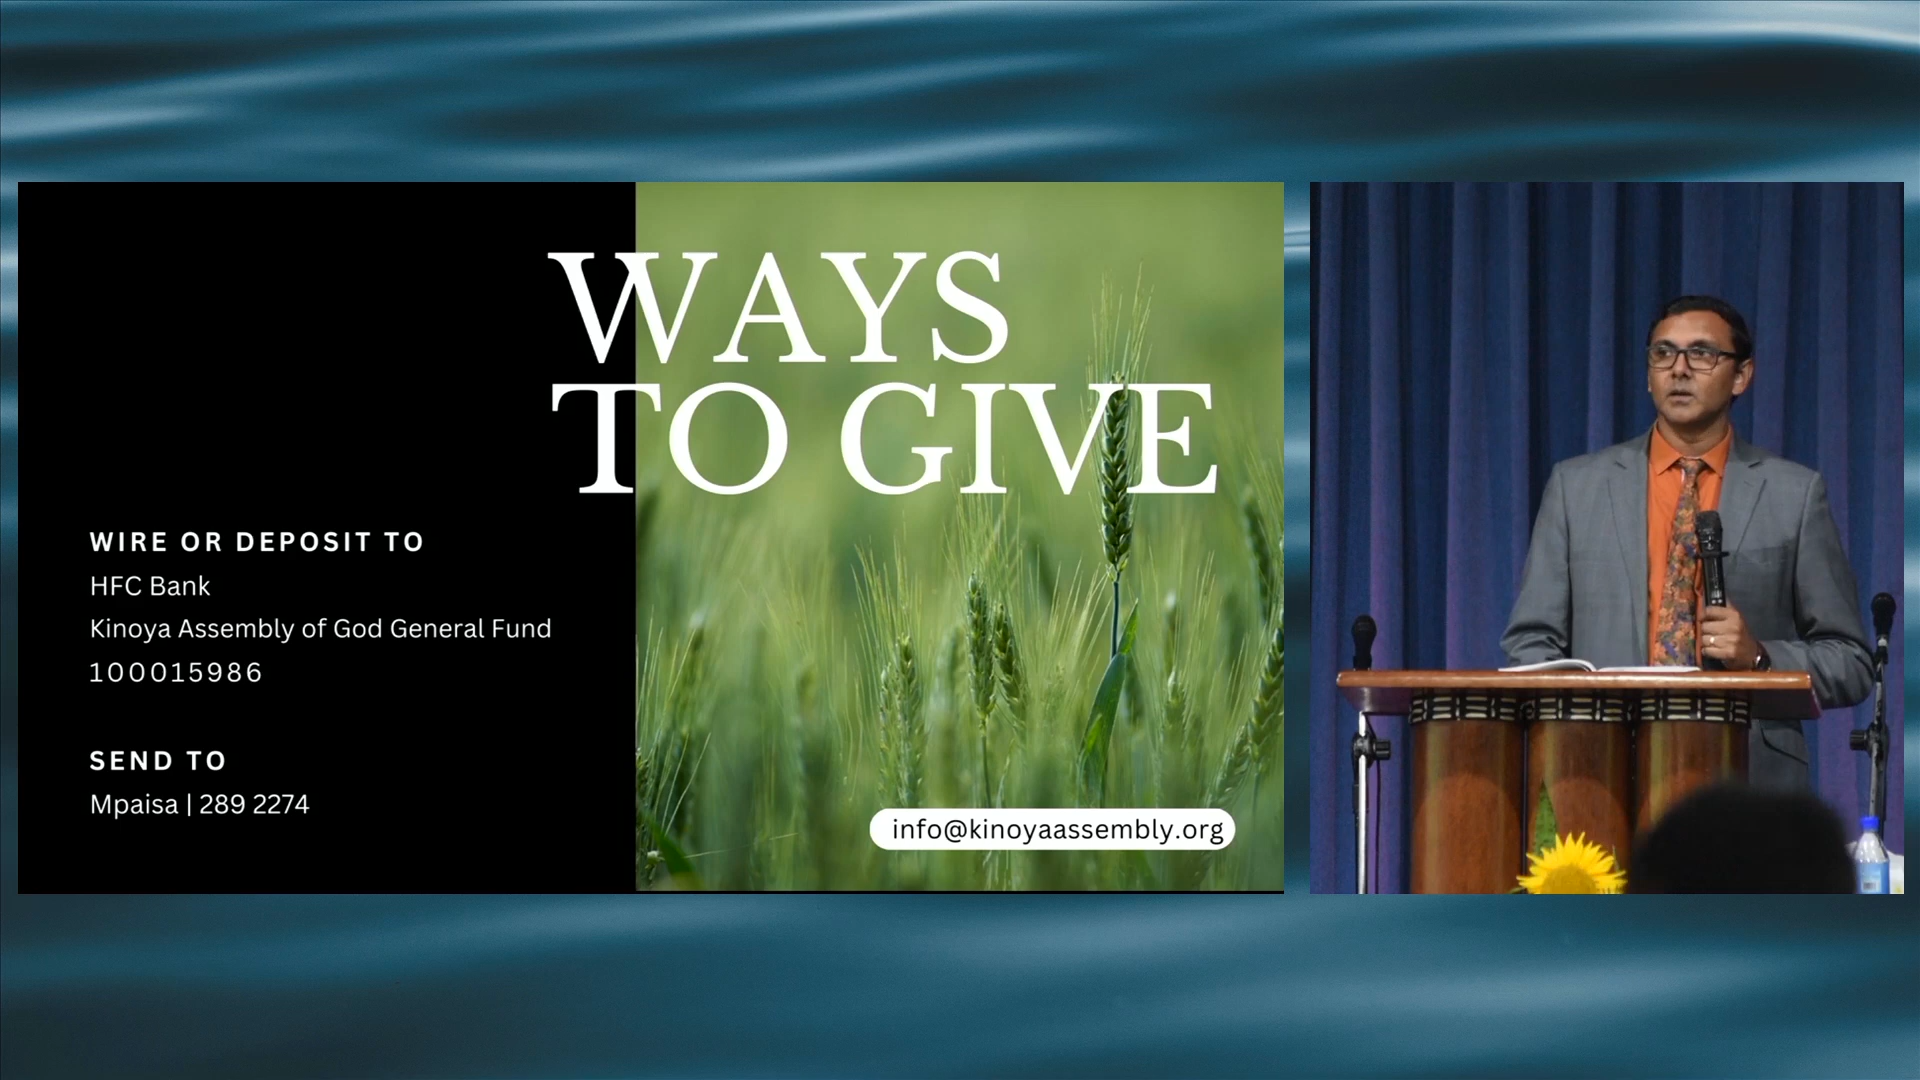 WAYS
TO GIVE
WIRE OR DEPOSIT TO
HFC Bank
Kinoya Assembly of God General Fund
100015986
SEND TO
Mpaisa | 289 2274
info@kinoyaassembly.org